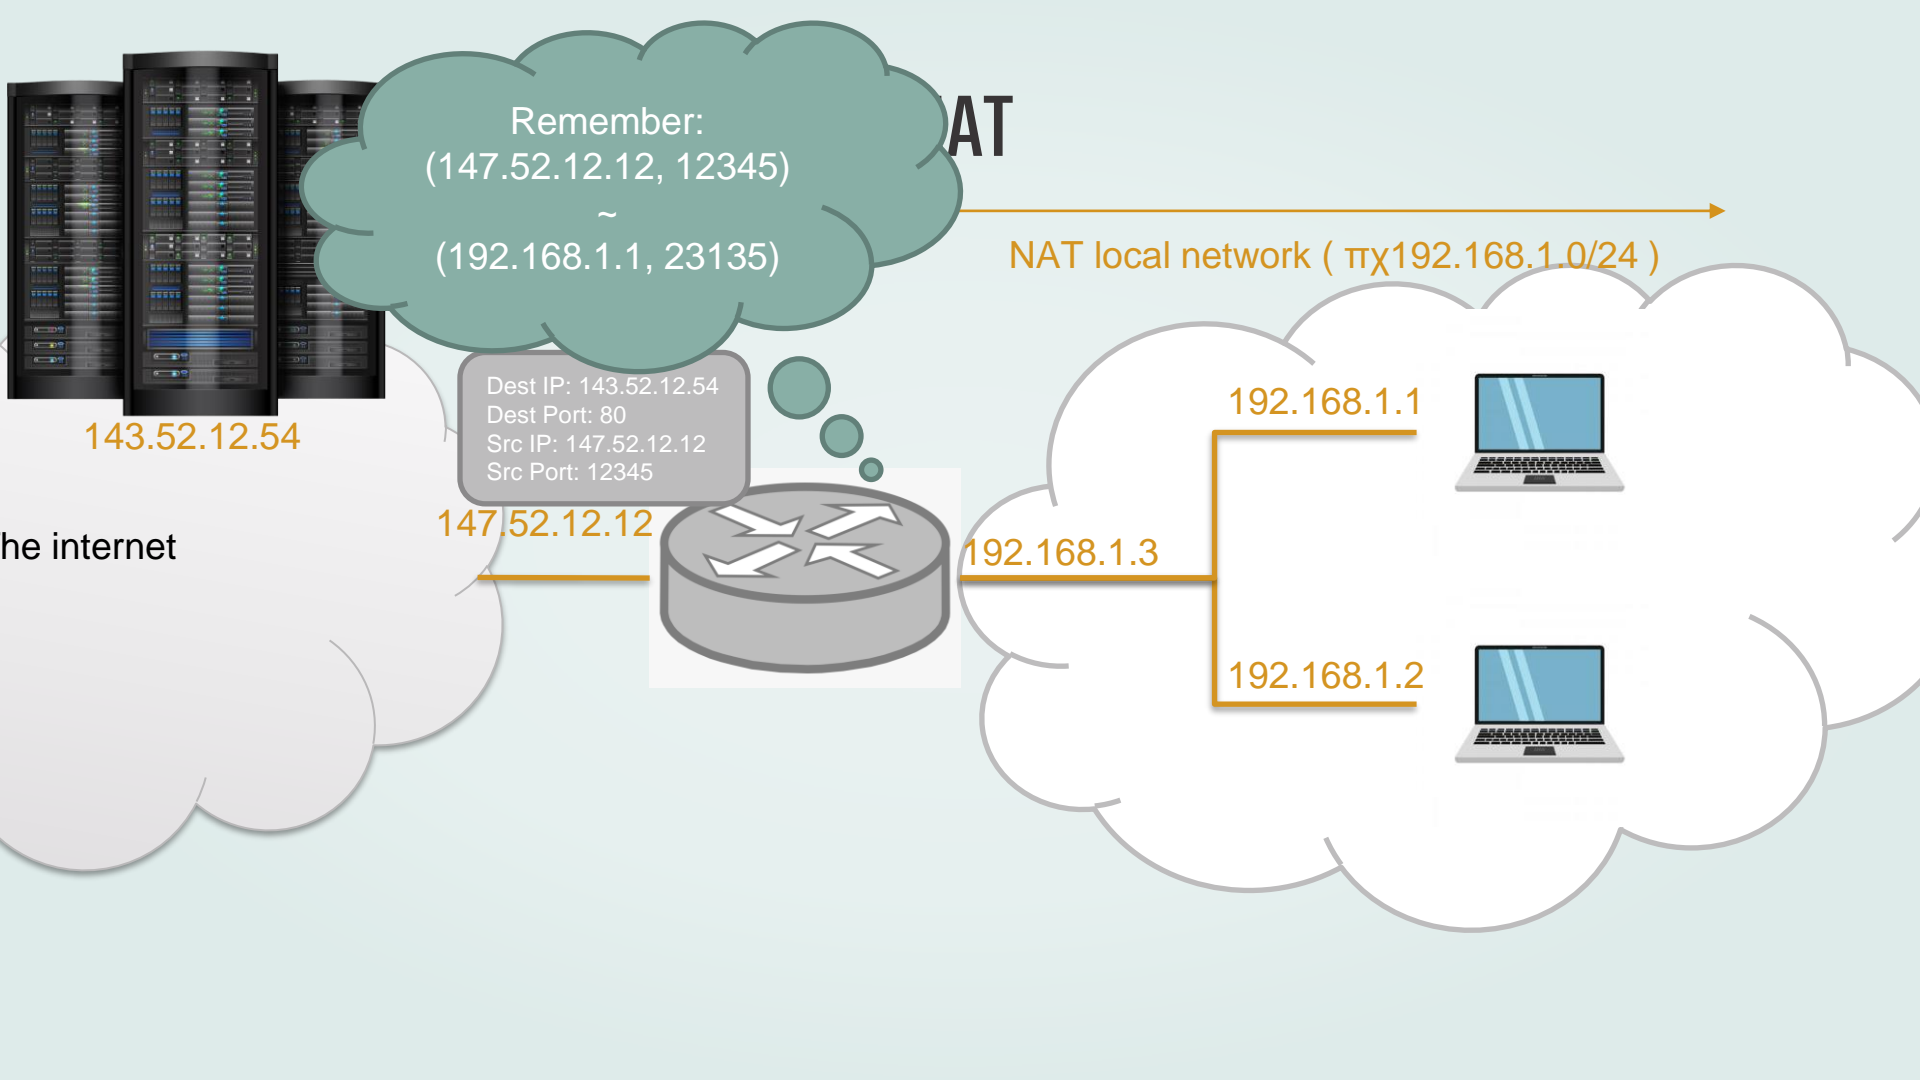 AT
Remember:
(147.52.12.12, 12345)
~
(192.168.1.1, 23135)
NAT local network ( πχ192.168.1.0/24 )
Dest IP: 143.52.12.54
Dest Port: 80
Src IP: 147.52.12.12
Src Port: 12345
143.52.12.54
192.168.1.1
147.52.12.12
he internet
192.168.1.3
192.168.1.2